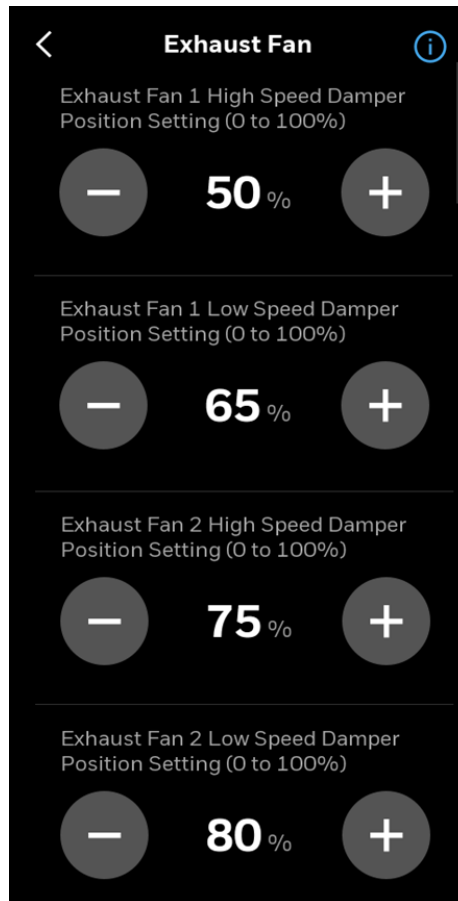 Exhaust Fan
Exhaust Fan 1 High Speed Damper
Position Setting (0 to 100%)
50 %
Exhaust Fan 1 Low Speed Damper
Position Setting (0 to 100%)
65 %
Exhaust Fan 2 High Speed Damper
Position Setting (0 to 100%)
75 %
Exhaust Fan 2 Low Speed Damper
Position Setting (0 to 100%)
80 %